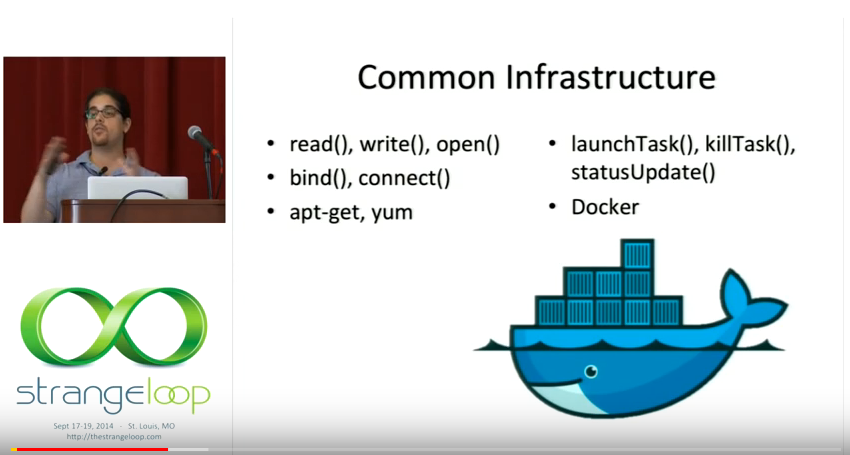 Common Infrastructure
• read(), write(), open()
• bind(), connect()
• apt-get, yum
• launchTask(), killTask(),
statusUpdate()
• Docker
strangeloop
Sept 17-19, 2014 - St. Louis, MO
http://thestrangeloop.com